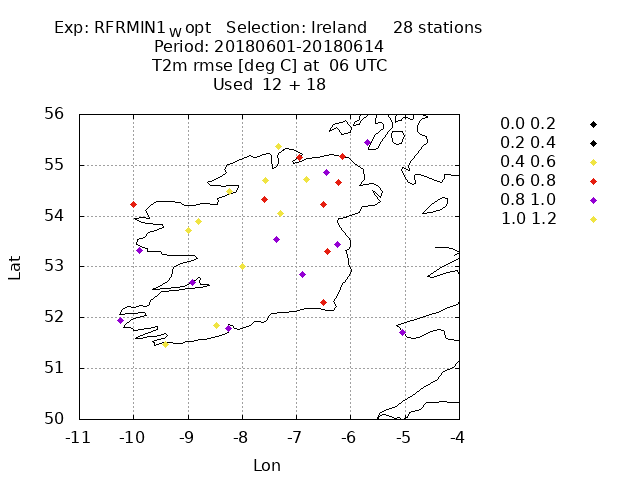 Exp: RFRMIN1 w opt Selection: Ireland 28 stations
Period: 20180601-20180614
T2m rmse [deg C] at 06 UTC
Used 12 + 18
56
55
54
53
52
51
50
-11 -10 -9 -8 -7 -6 -5 -4
Lat
Lon
0.0 0.2
0.2 0.4
0.4 0.6
0.6 0.8
0.8 1.0
1.0 1.2